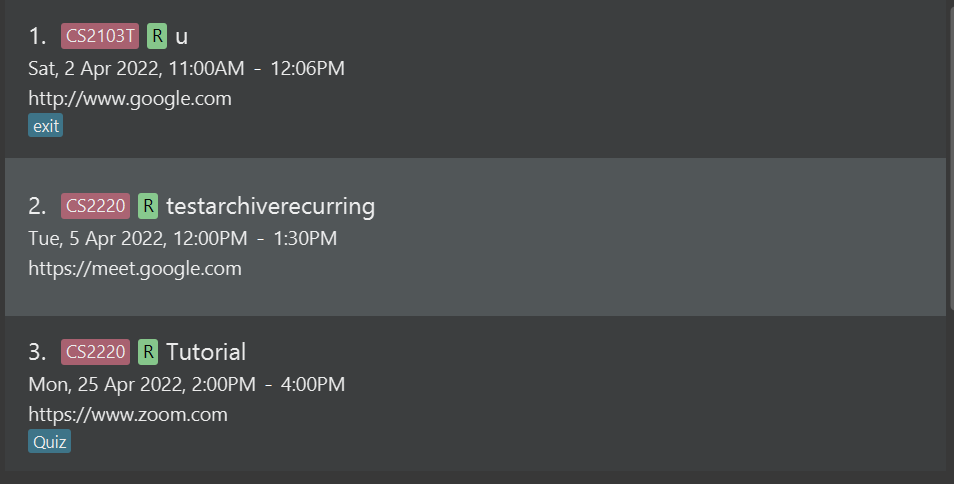 1. CS2103T R u
Sat, 2 Apr 2022, 11:00AM - 12:06PM
http://www.google.com
exit
2. CS2220 R testarchiverecurring
Tue, 5 Apr 2022, 12:00PM - 1:30PM
https://meet.google.com
3. CS2220 R Tutorial
Mon, 25 Apr 2022, 2:00PM - 4:00PM
https://www.zoom.com
Quiz